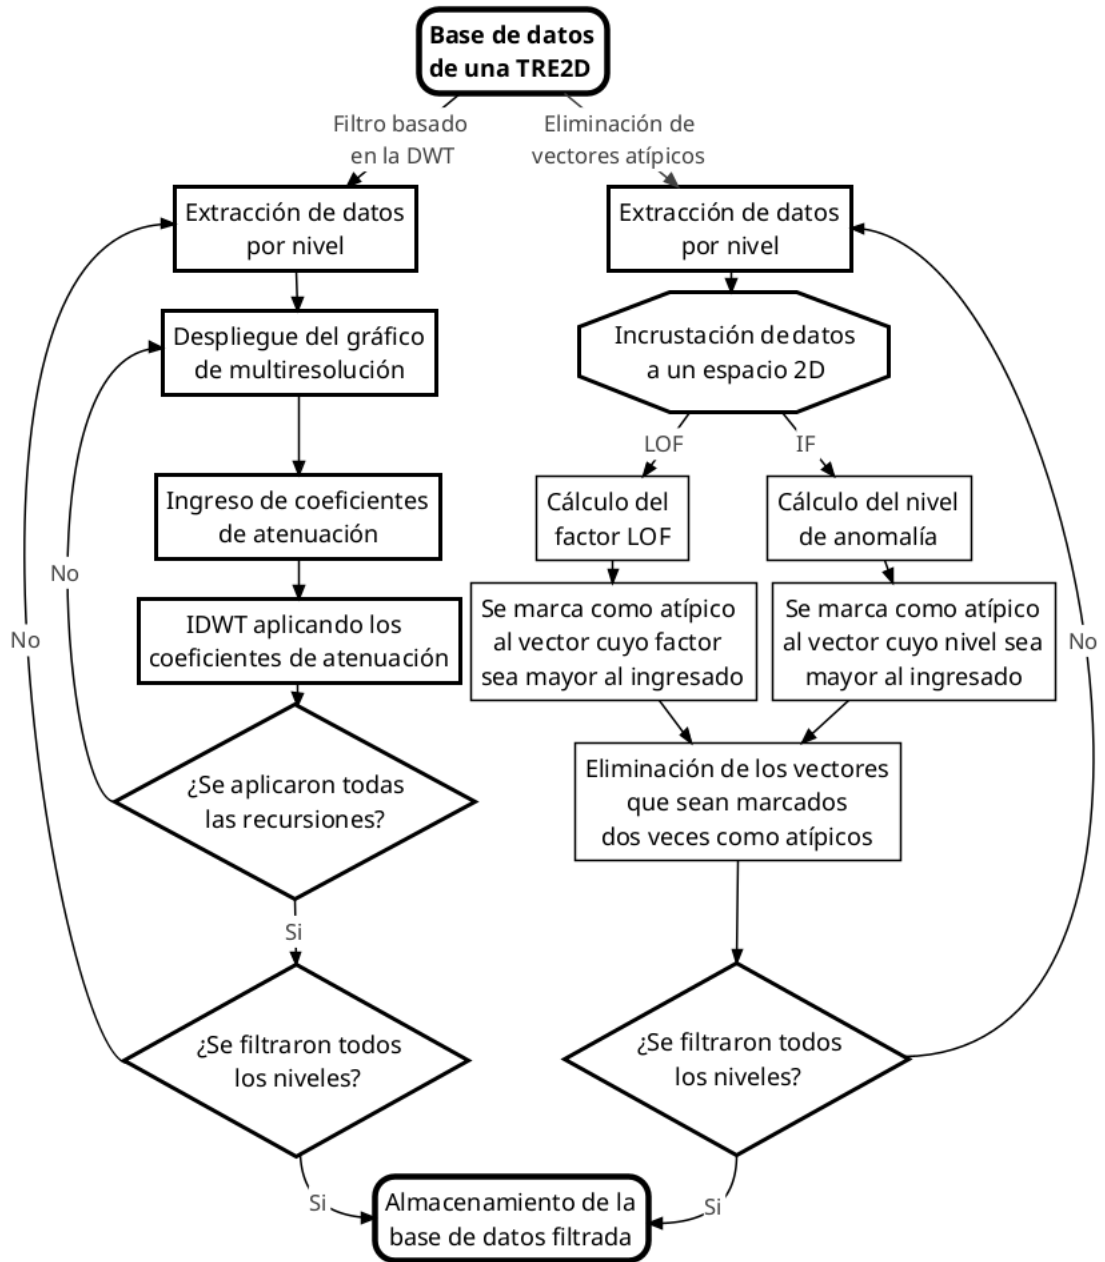 Base de datos
de una TRE2D
Filtro basado
en la DWT
Eliminación de
vectores atípicos
Extracción de datos
por nivel
Extracción de datos
por nivel
Despliegue del gráfico
de multiresolución
Incrustación de datos
a un espacio 2D
LOF
IF
Ingreso de coeficientes
de atenuación
Cálculo del
factor LOF
Cálculo del nivel
de anomalía
No
No
No
IDWT aplicando los
coeficientes de atenuación
Se marca como atípico
al vector cuyo factor
sea mayor al ingresado
Se marca como atípico
al vector cuyo nivel sea
mayor al ingresado
¿Se aplicaron todas
las recursiones?
Eliminación de los vectores
que sean marcados
dos veces como atípicos
Si
¿Se filtraron todos
los niveles?
¿Se filtraron todos
los niveles?
Si
Si
Almacenamiento de la
base de datos filtrada